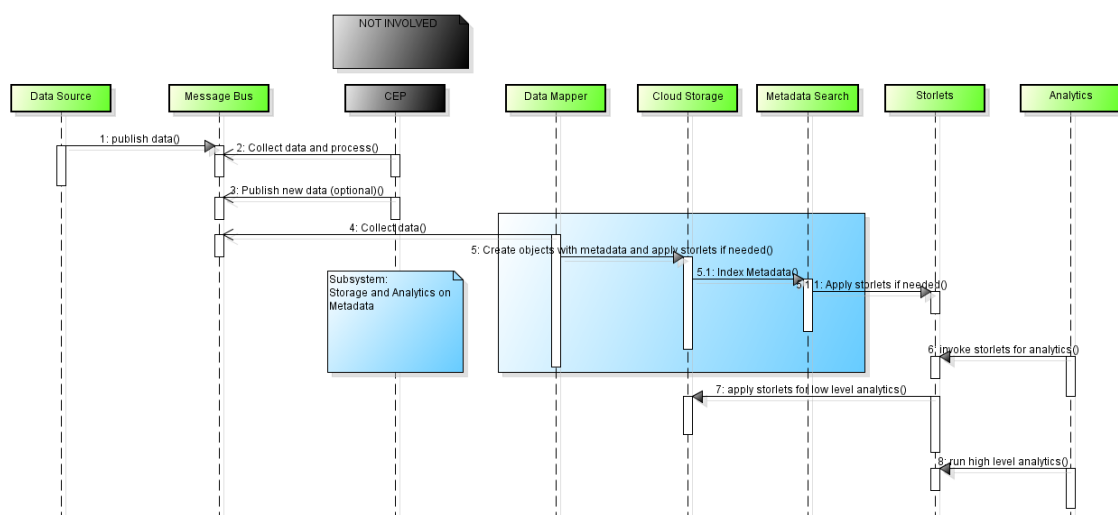 NOT INVOLVED
Data Source
Message Bus
CEP
Data Mapper
Cloud Storage
Metadata Search
Storlets
Analytics
1: publish data()
2: Collect data and process()
3: Publish new data (optional)()
4: Collect data()
5: Create objects with metadata and apply storlets if needed()
5.1: Index Metadata()
5.1.1: Apply storlets if needed()
Subsystem:
Storage and Analytics on
Metadata
6: invoke storlets for analytics()
7: apply storlets for low level analytics()
8: run high level analytics()